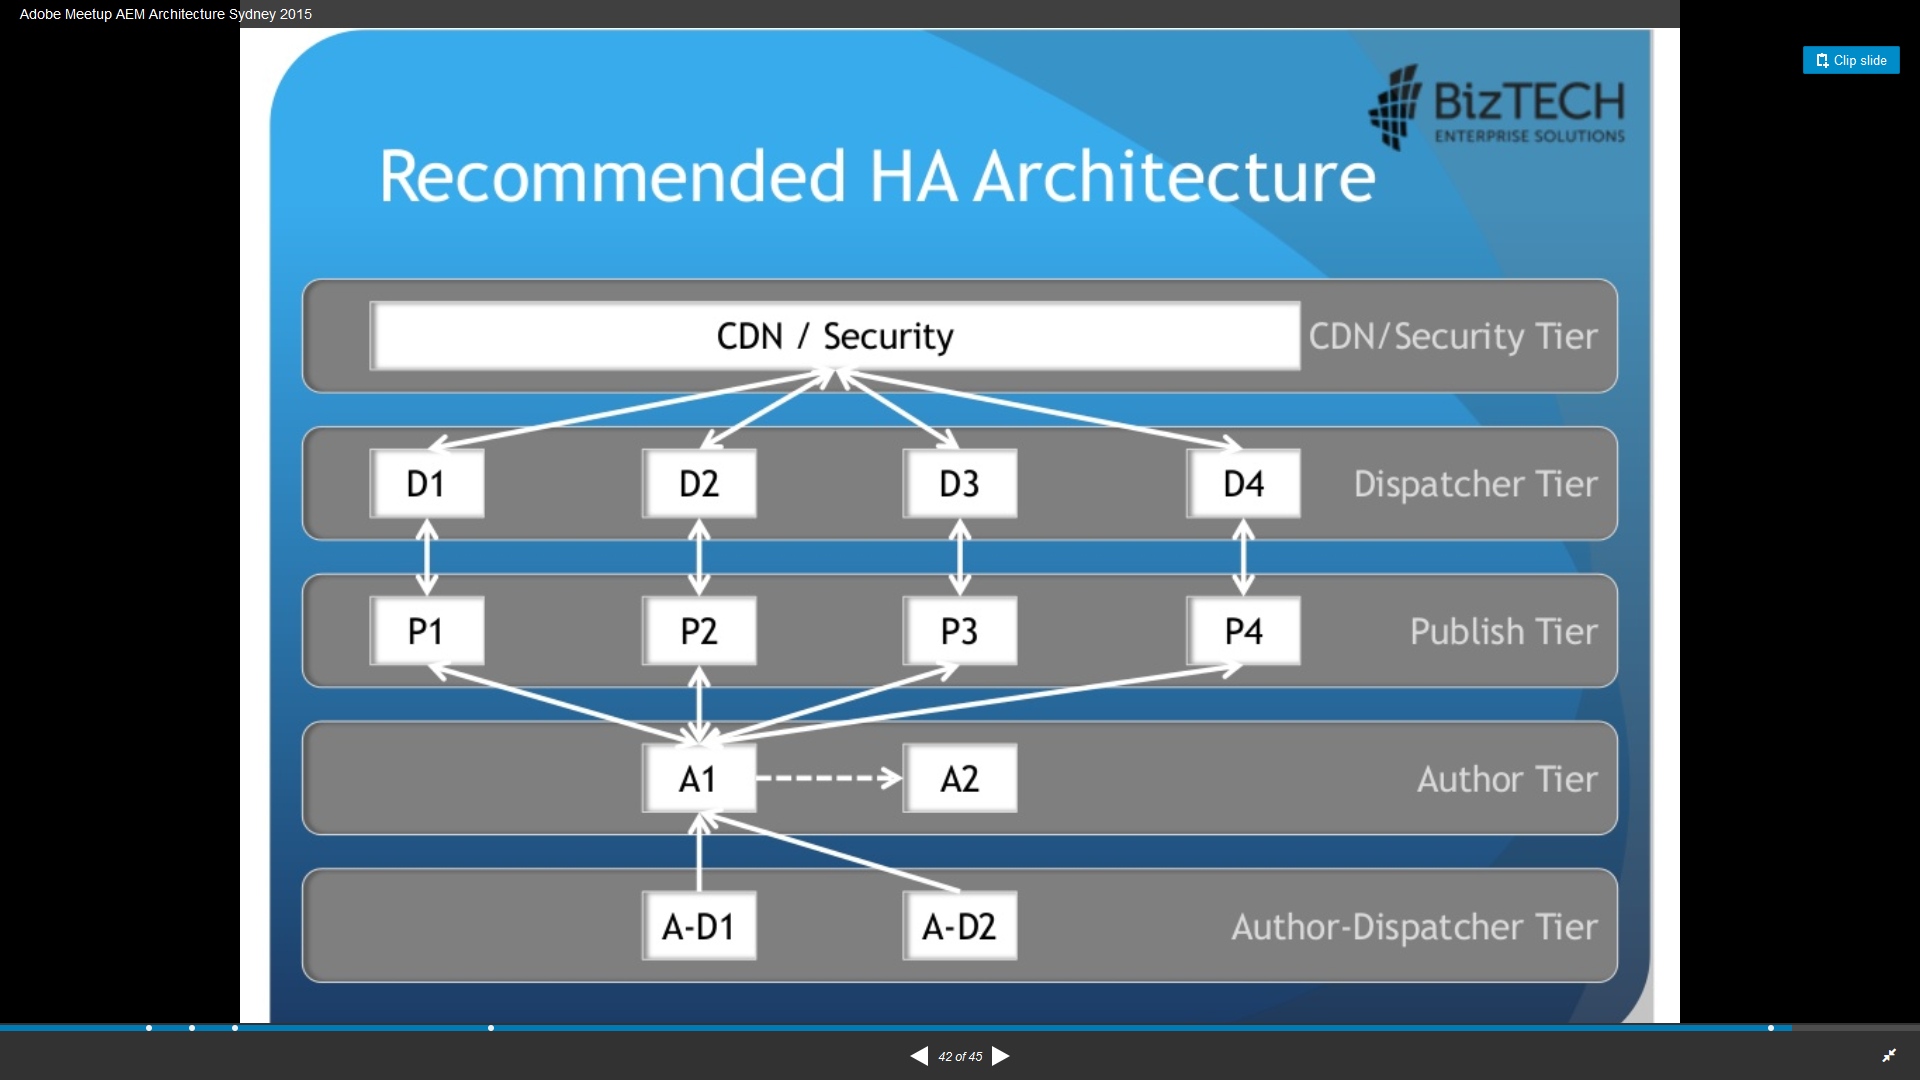 Adobe Meetup AEM Architecture Sydney 2015
Clip slide
BizTECH
ENTERPRISE SOLUTIONS
Recommended HA Architecture
CDN / Security
CDN/Security Tier
D1
D2
D3
D4
Dispatcher Tier
P1
P2
P3
P4
Publish Tier
A1
A2
Author Tier
A-D1
A-D2
Author-Dispatcher Tier
42 of 45